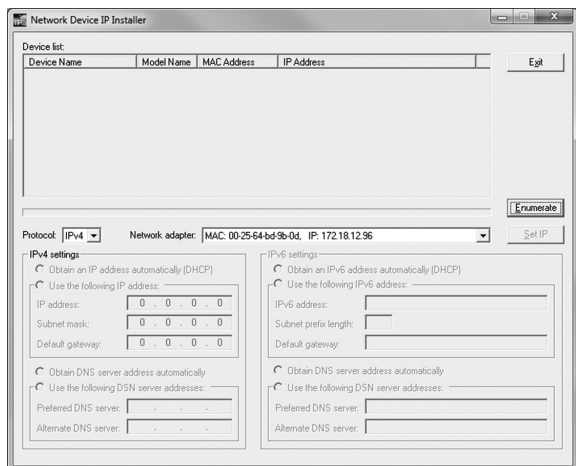 IP Network Device IP Installer
Device list:
Device Name Model Name MAC Address IP Address
Exit
Enumerate
Protocol: IPv4 Network adapter: MAC: 00-25-64-bd-9b-0d, IP: 172.18.12.96
Set IP
IPv4 settings
Obtain an IP address automatically (DHCP)
Use the following IP address:
IP address: 0 . 0 . 0 . 0
Subnet mask: 0 . 0 . 0 . 0
Default gateway: 0 . 0 . 0 . 0
Obtain DNS server address automatically
Use the following DSN server addresses:
Preferred DNS server: . . .
Alternate DNS server: . . .
IPv6 settings
Obtain an IPv6 address automatically (DHCP)
Use the following IPv6 address:
IPv6 address:
Subnet prefix length:
Default gateway:
Obtain DNS server address automatically
Use the following DSN server addresses:
Preferred DNS server:
Alternate DNS server: